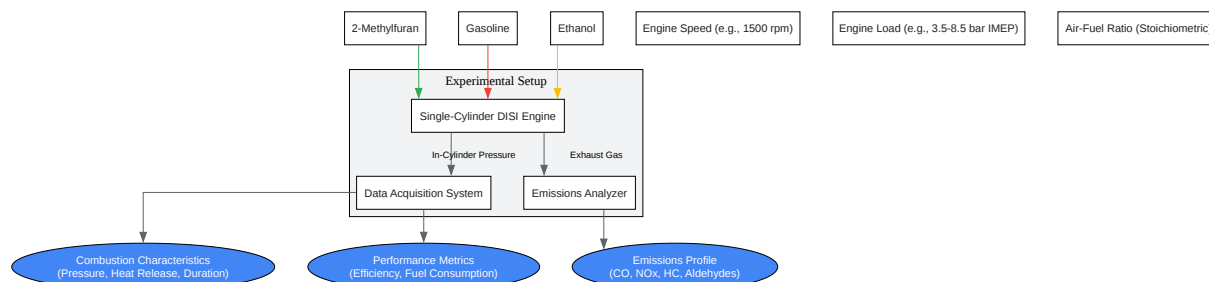 2-Methylfuran
Gasoline
Ethanol
Engine Speed (e.g., 1500 rpm)
Engine Load (e.g., 3.5-8.5 bar IMEP)
Air-Fuel Ratio (Stoichiometric)
Experimental Setup
Single-Cylinder DISI Engine
In-Cylinder Pressure
Exhaust Gas
Data Acquisition System
Emissions Analyzer
Combustion Characteristics
(Pressure, Heat Release, Duration)
Performance Metrics
(Efficiency, Fuel Consumption)
Emissions Profile
(CO, NOx, HC, Aldehydes)